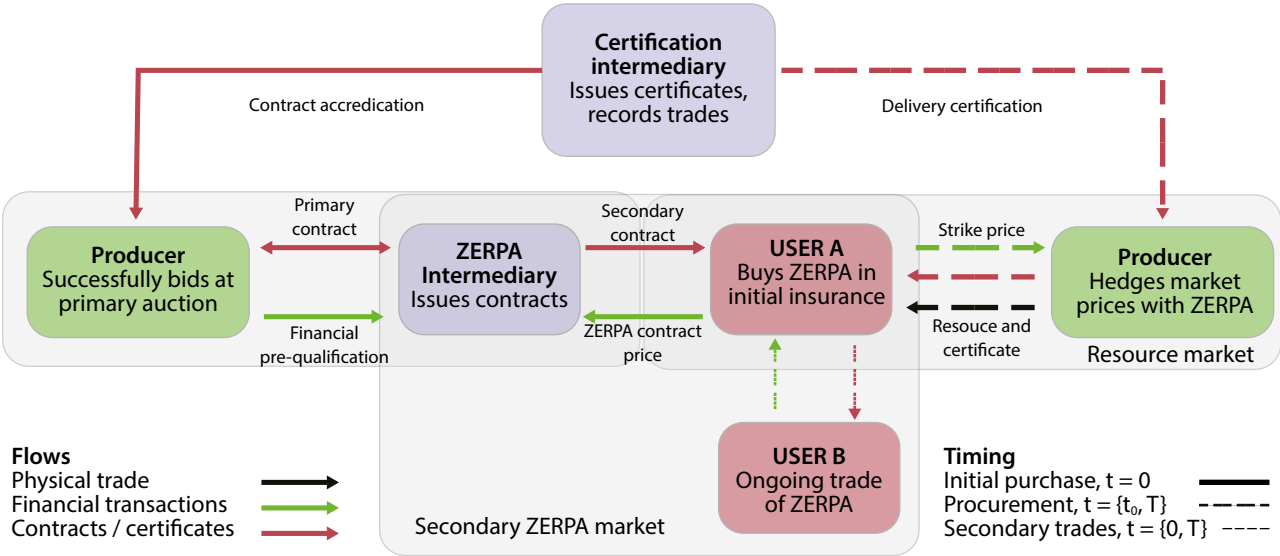 Certification
intermediary
Issues certificates,
records trades
Contract accredication
Delivery certification
Primary
contract
Secondary
contract
Producer
Successfully bids at
primary auction
ZERPA
Intermediary
Issues contracts
USER A
Buys ZERPA in
initial insurance
Strike price
Producer
Hedges market
prices with ZERPA
Financial
pre-qualification
ZERPA contract
price
Resouce and
certificate
Resource market
USER B
Ongoing trade
of ZERPA
Secondary ZERPA market
Flows
Physical trade
Financial transactions
Contracts / certificates
Timing
Initial purchase, t = 0
Procurement, t = {t₀, T}
Secondary trades, t = {0, T}